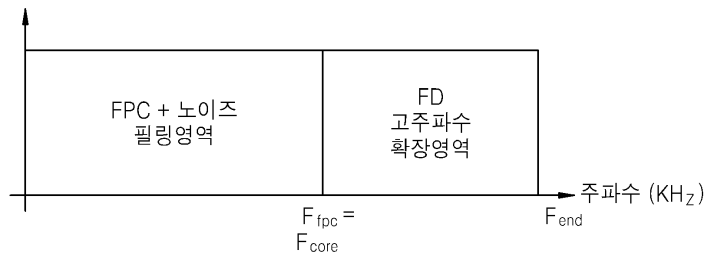 FPC + 노이즈
필링영역
FD
고주파수
확장영역
주파수 (KHz)
Ffpc =
Fcore
Fend